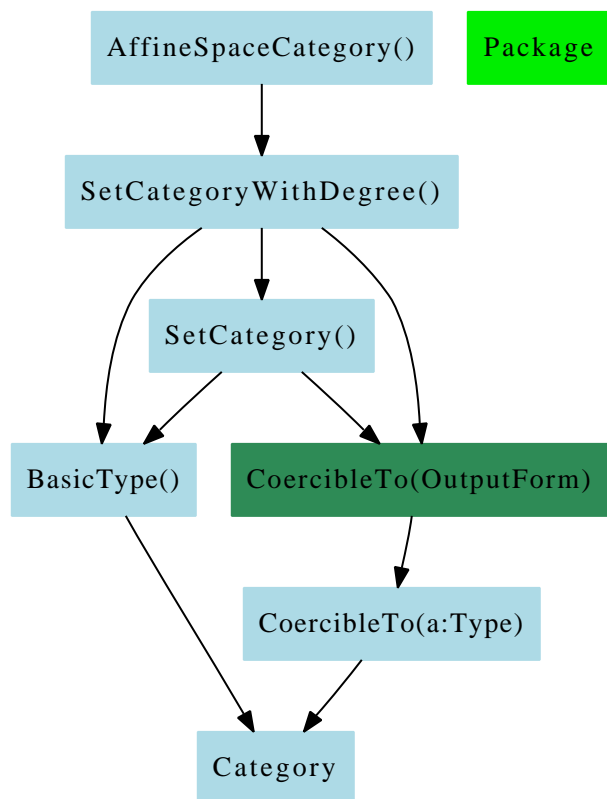 AffineSpaceCategory()
Package
SetCategoryWithDegree()
SetCategory()
BasicType()
CoercibleTo(OutputForm)
CoercibleTo(a:Type)
Category